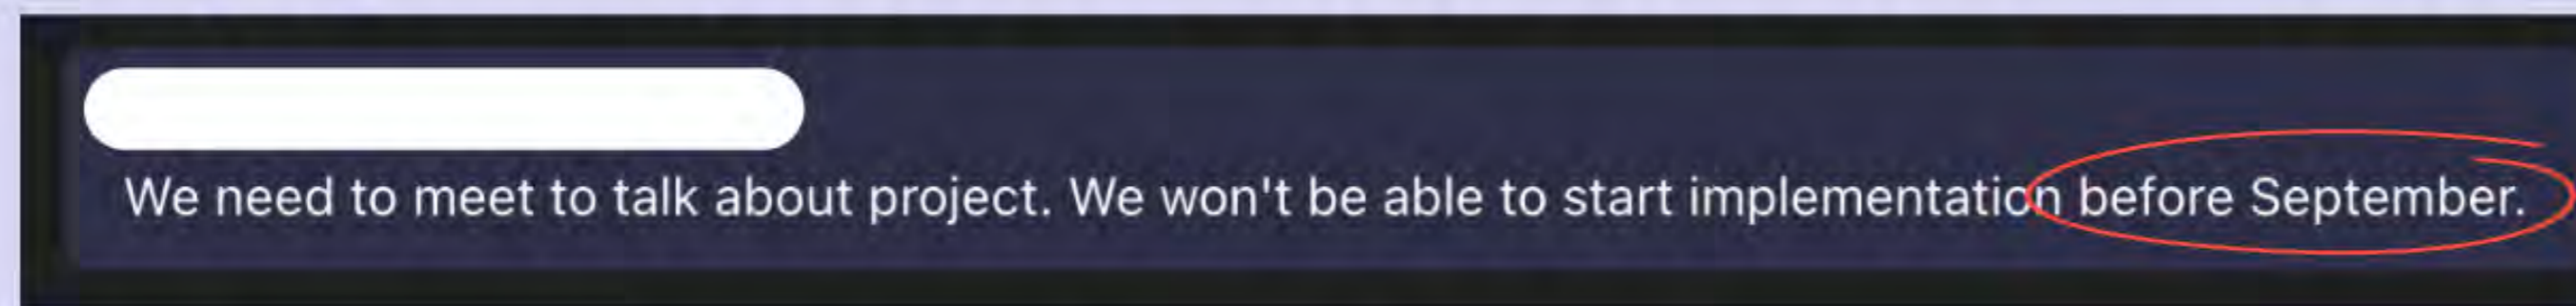 We need to meet to talk about project. We won't be able to start implementation before September.